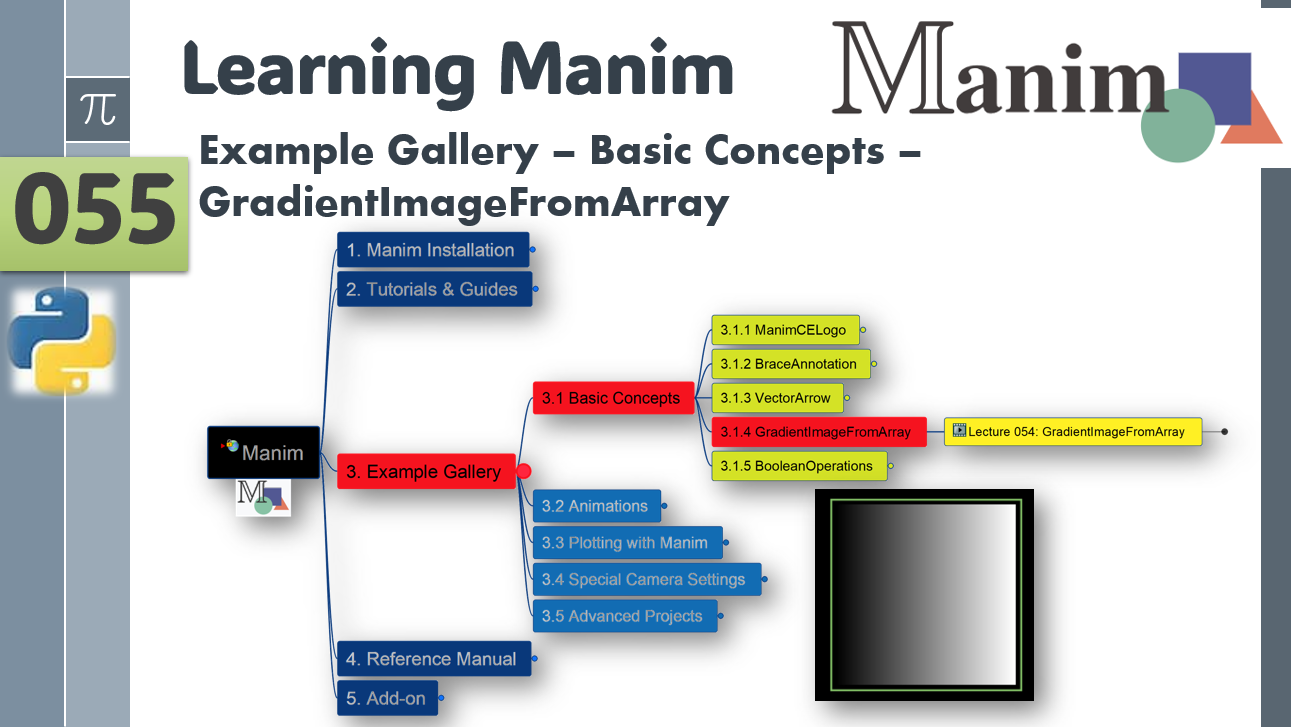 Learning Manim
Manim
π
Example Gallery – Basic Concepts –
GradientImageFromArray
055
1. Manim Installation
2. Tutorials & Guides
3.1.1 ManimCELogo
3.1.2 BraceAnnotation
3.1 Basic Concepts
3.1.3 VectorArrow
3.1.4 GradientImageFromArray
Lecture 054: GradientImageFromArray
3.1.5 BooleanOperations
Manim
3. Example Gallery
M
3.2 Animations
3.3 Plotting with Manim
3.4 Special Camera Settings
3.5 Advanced Projects
4. Reference Manual
5. Add-on